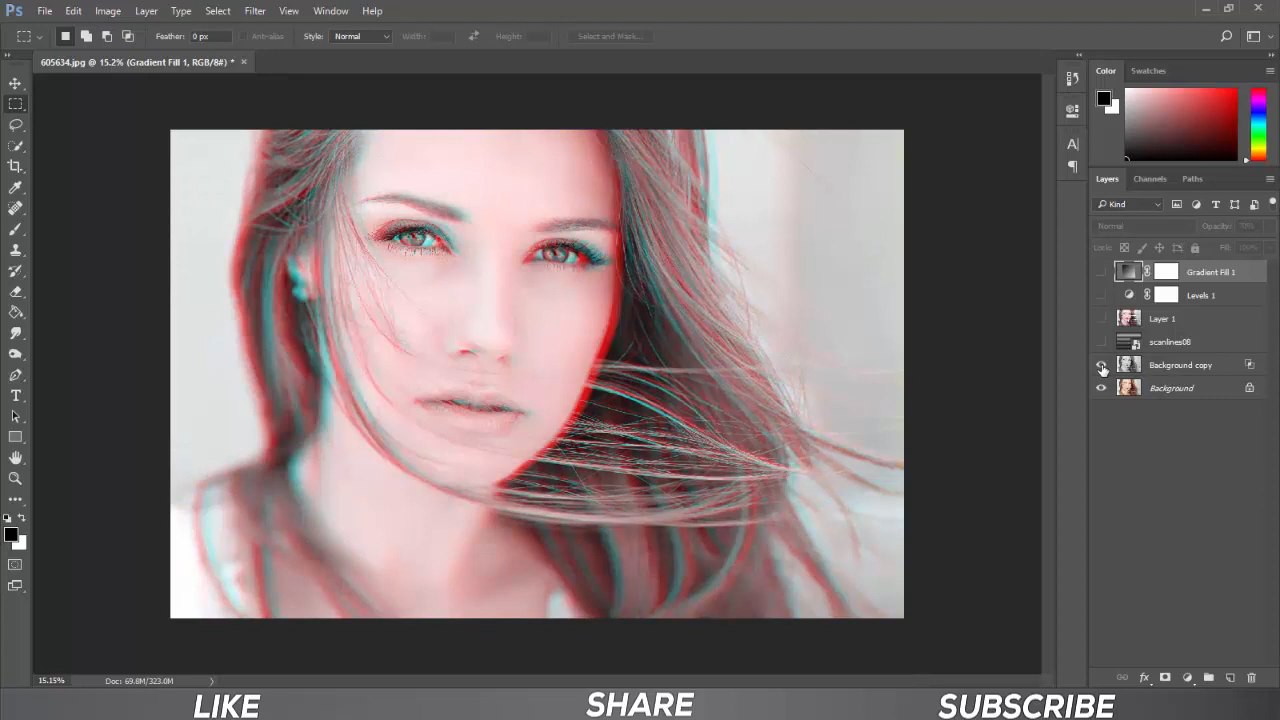 Ps File Edit Image Layer Type Select Filter View Window Help
Feather: 0 px Anti-alias Style: Normal Width: Height: Select and Mask...
605634.jpg @ 15.2% (Gradient Fill 1, RGB/8#) * ×
Color Swatches
Layers Channels Paths
Kind
Normal Opacity: 70%
Lock: Fill: 100%
Gradient Fill 1
Levels 1
Layer 1
scanlines08
Background copy
Background
15.15% Doc: 69.8M/323.0M
LIKE SHARE SUBSCRIBE